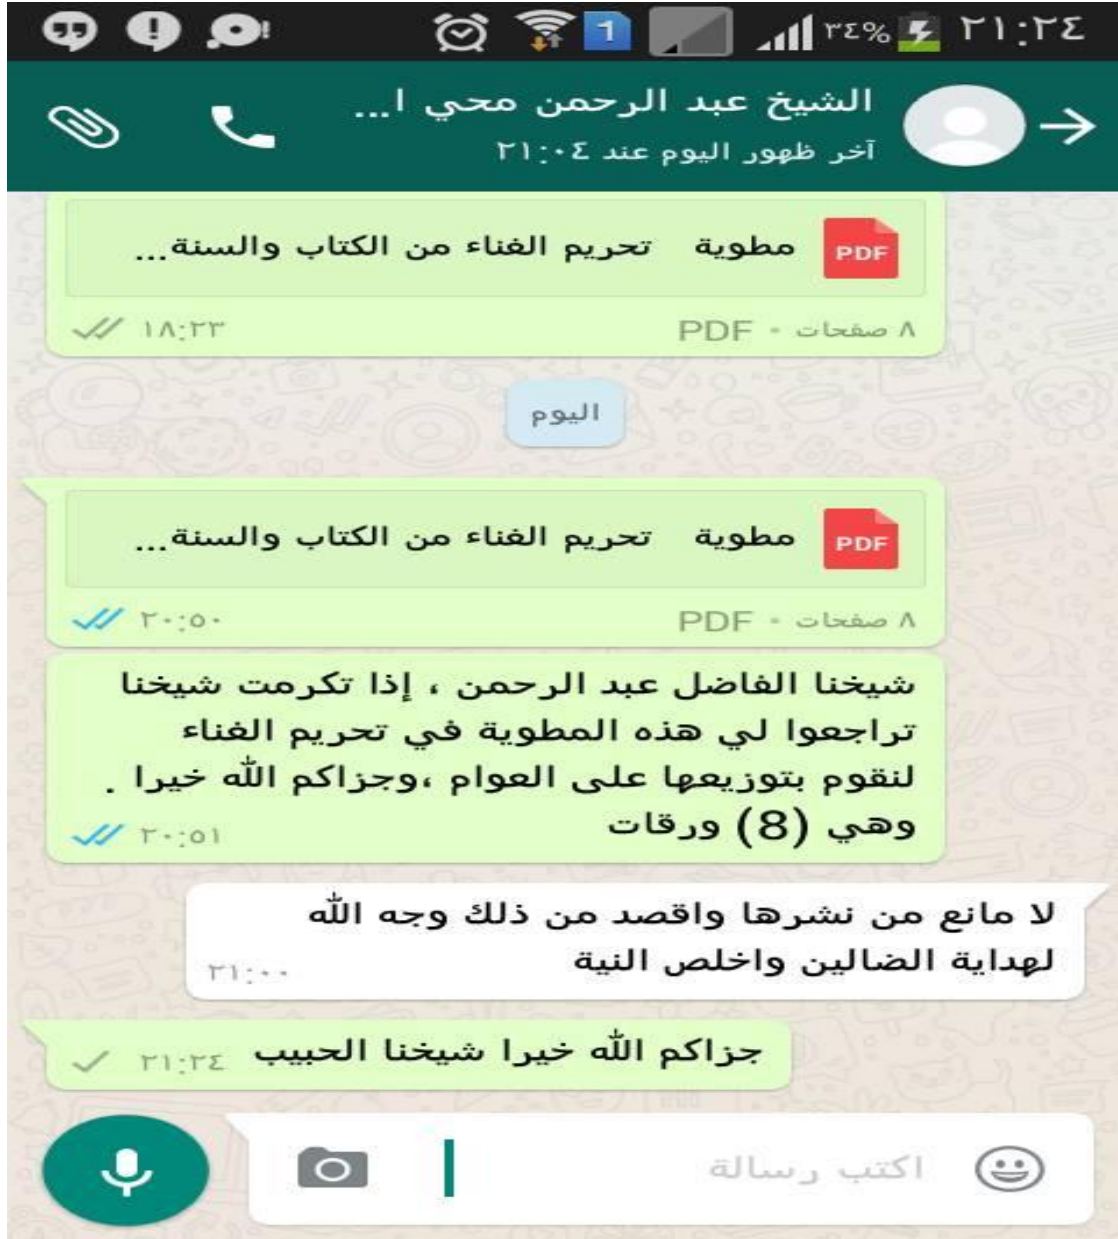 ٢١:٢٤ ٣٤% 1
الشيخ عبد الرحمن محي ا...
آخر ظهور اليوم عند ٢١:٠٤
PDF مطوية تحريم الغناء من الكتاب والسنة...
٨ صفحات • PDF ١٨:٢٣
اليوم
PDF مطوية تحريم الغناء من الكتاب والسنة...
٨ صفحات • PDF ٢٠:٥٠
شيخنا الفاضل عبد الرحمن ، إذا تكرمت شيخنا
تراجعوا لي هذه المطوية في تحريم الغناء
لنقوم بتوزيعها على العوام ،وجزاكم الله خيرا .
وهي (8) ورقات ٢٠:٥١
لا مانع من نشرها واقصد من ذلك وجه الله
لهداية الضالين واخلص النية ٢١:٠٠
جزاكم الله خيرا شيخنا الحبيب ٢١:٢٤
اكتب رسالة